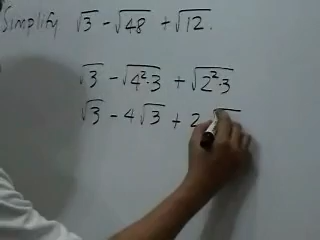 Simplify √3 - √48 + √12.
√3 - √4²·3 + √2²·3
√3 - 4√3 + 2√